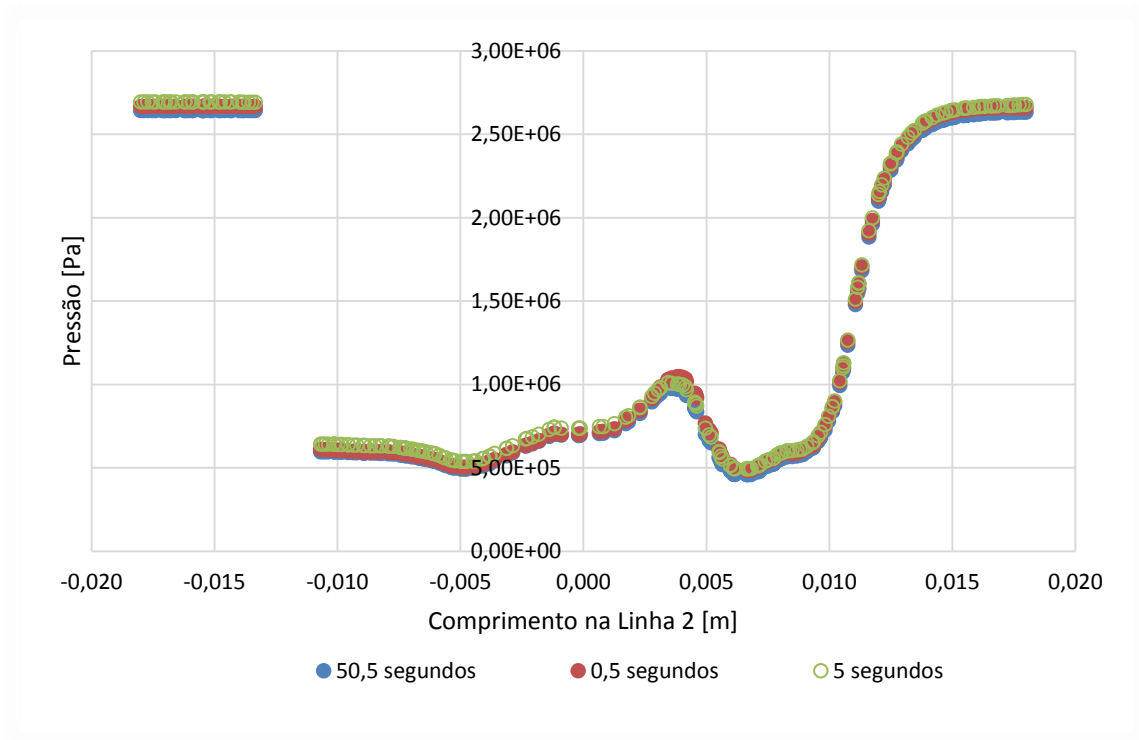 3,00E+06
2,50E+06
2,00E+06
1,50E+06
1,00E+06
5,00E+05
0,00E+00
Pressão [Pa]
-0,020 -0,015 -0,010 -0,005 0,000 0,005 0,010 0,015 0,020
Comprimento na Linha 2 [m]
50,5 segundos 0,5 segundos 5 segundos